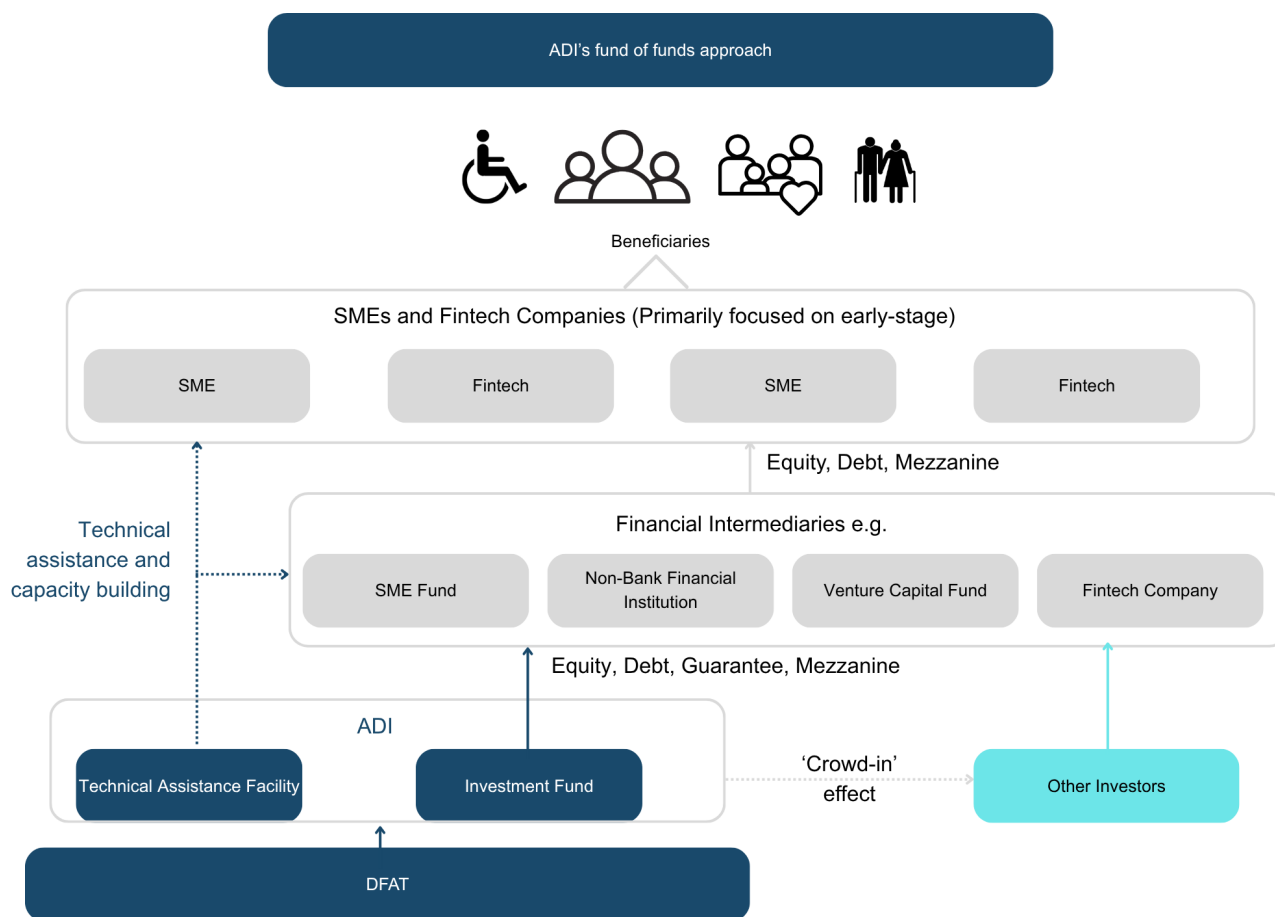 ADI's fund of funds approach
Beneficiaries
SMEs and Fintech Companies (Primarily focused on early-stage)
SME
Fintech
SME
Fintech
Equity, Debt, Mezzanine
Technical
assistance and
capacity building
Financial Intermediaries e.g.
SME Fund
Non-Bank Financial
Institution
Venture Capital Fund
Fintech Company
Equity, Debt, Guarantee, Mezzanine
ADI
Technical Assistance Facility
Investment Fund
‘Crowd-in’
effect
Other Investors
DFAT